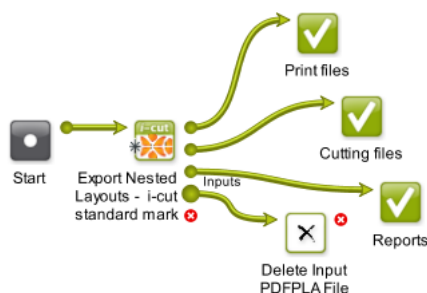 Print files
i-cut
Start
Export Nested
Layouts - i-cut
standard mark
Inputs
Cutting files
Reports
Delete Input
PDFPLA File